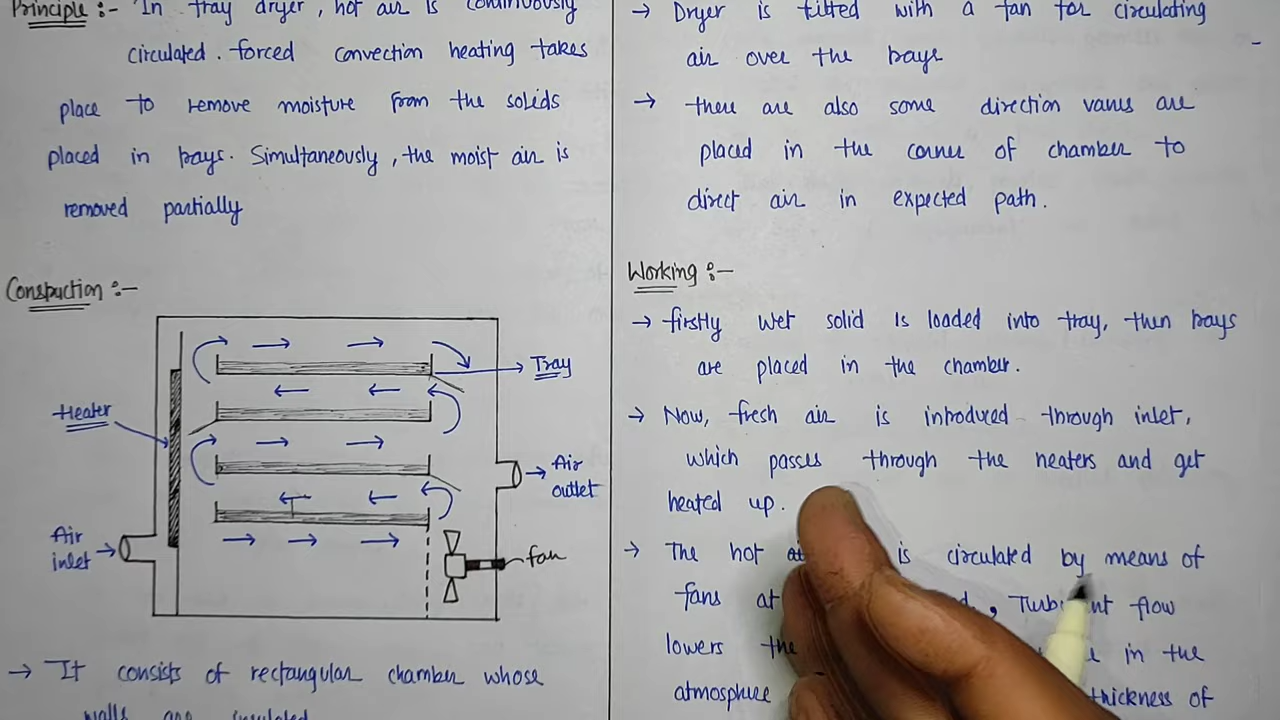 Principle :- In tray dryer, hot air is continuously
circulated. forced convection heating takes
place to remove moisture from the solids
placed in trays. Simultaneously, the moist air is
removed partially
Construction :-
Tray
Heater
Air
outlet
Air
inlet
fan
→ It consists of rectangular chamber whose
walls are insulated
→ Dryer is fitted with a fan for circulating
air over the trays
→ there are also some direction vanes are
placed in the corner of chamber to
direct air in expected path.
Working :-
→ firstly wet solid is loaded into tray, then trays
are placed in the chamber.
→ Now, fresh air is introduced through inlet,
which passes through the heaters and get
heated up.
→ The hot is circulated by means of
fans at , flow
lowers the in the
atmosphere thickness of